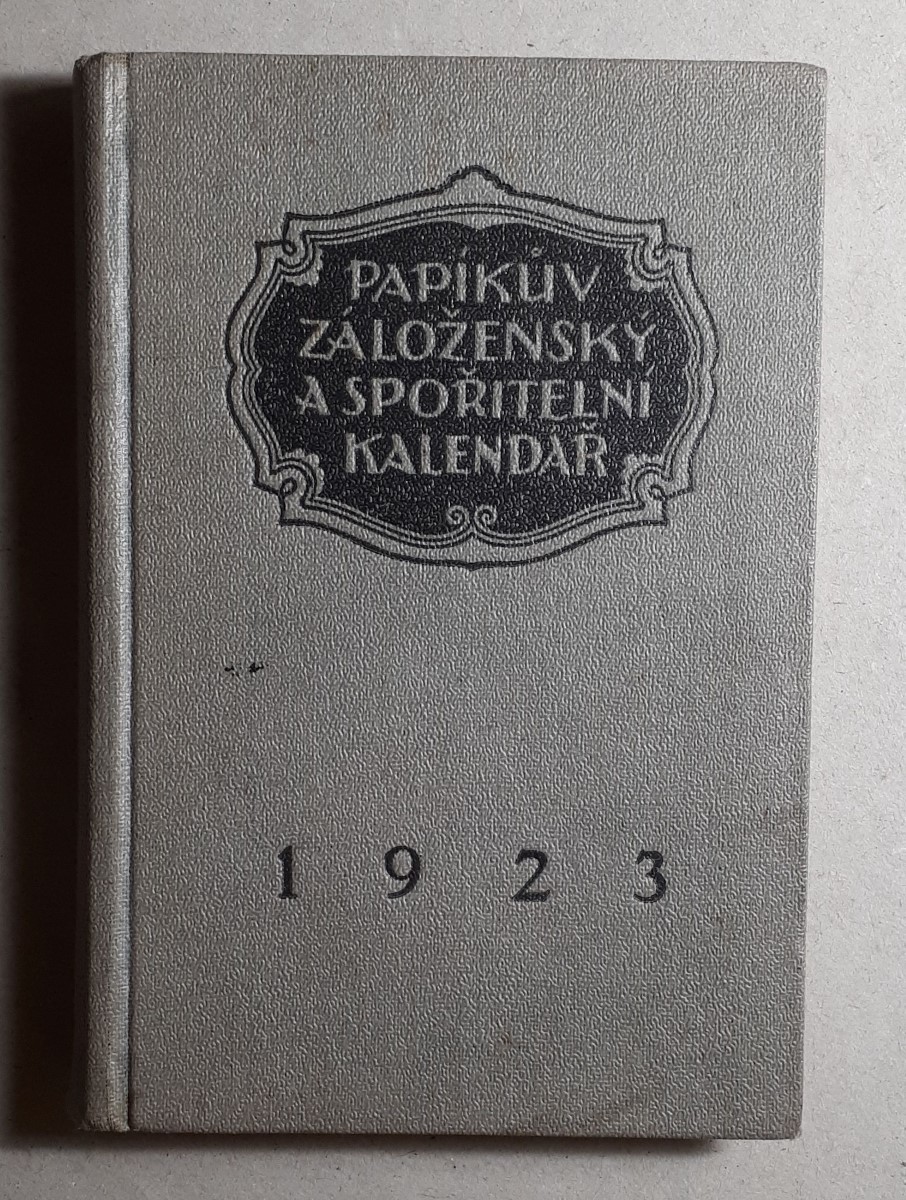 PAPÍKŮV
ZÁLOŽENSKÝ
A SPOŘITELNÍ
KALENDÁŘ
1923